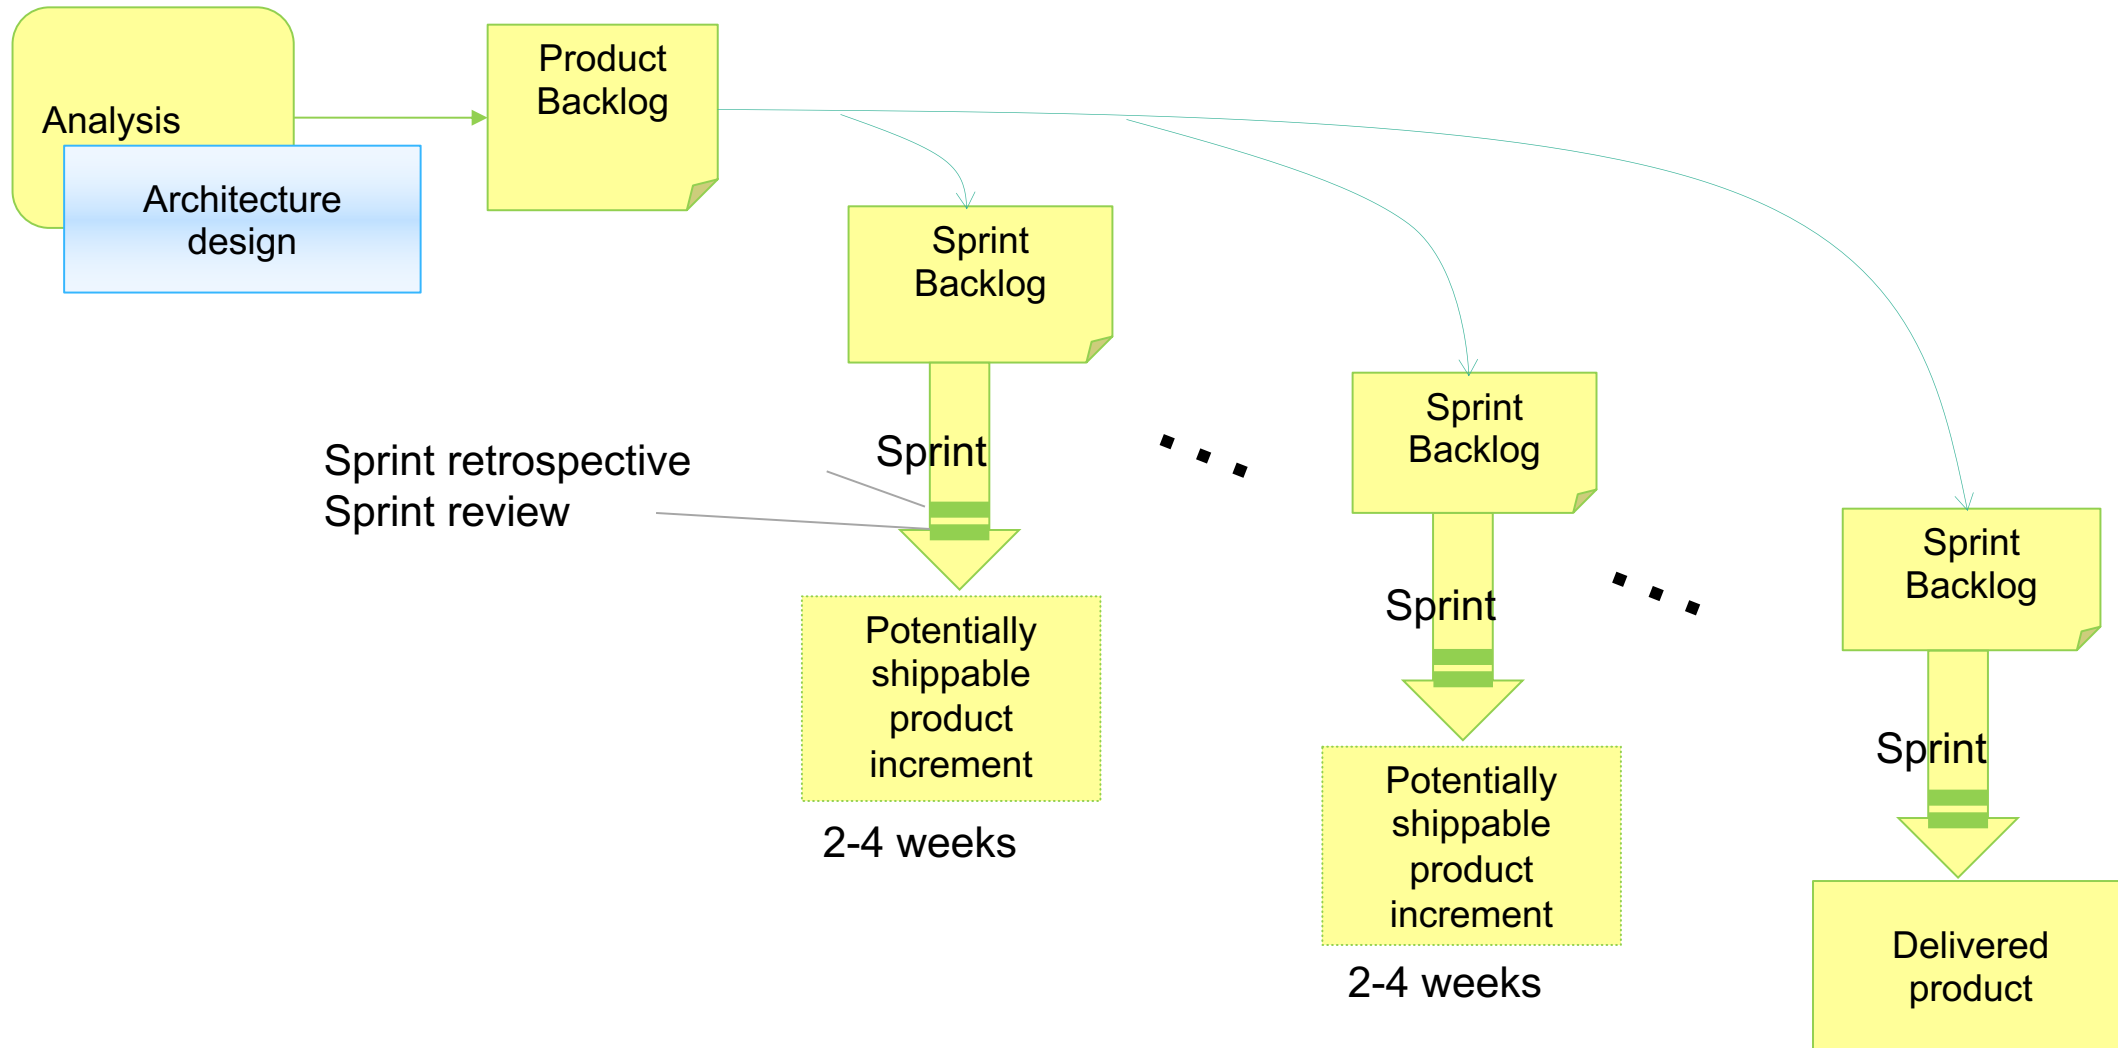 Analysis
Architecture
design
Product
Backlog
Sprint
Backlog
Sprint
Sprint retrospective
Sprint review
Potentially
shippable
product
increment
2-4 weeks
Sprint
Backlog
Sprint
Potentially
shippable
product
increment
2-4 weeks
Sprint
Backlog
Sprint
Delivered
product